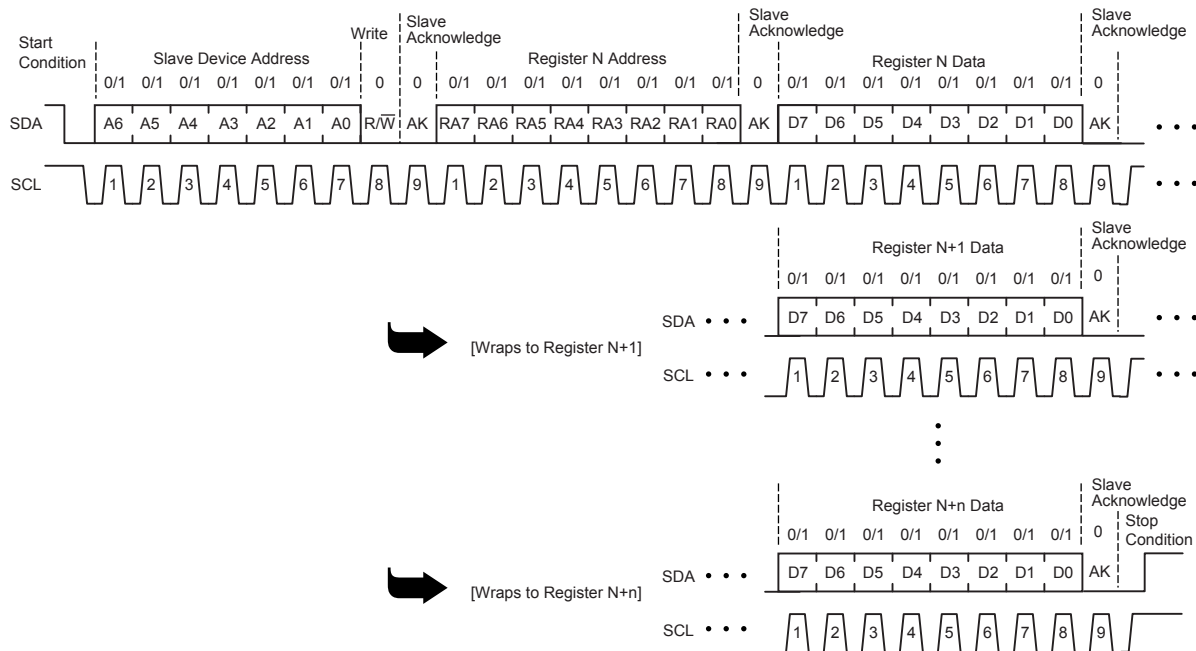 Start
Condition
Slave Device Address
Write
Slave
Acknowledge
Register N Address
Slave
Acknowledge
Register N Data
Slave
Acknowledge
0/1 0/1 0/1 0/1 0/1 0/1 0/1 0 0 0/1 0/1 0/1 0/1 0/1 0/1 0/1 0/1 0 0/1 0/1 0/1 0/1 0/1 0/1 0/1 0/1 0
SDA A6 A5 A4 A3 A2 A1 A0 R/W̅ AK RA7 RA6 RA5 RA4 RA3 RA2 RA1 RA0 AK D7 D6 D5 D4 D3 D2 D1 D0 AK • • •
SCL 1 2 3 4 5 6 7 8 9 1 2 3 4 5 6 7 8 9 1 2 3 4 5 6 7 8 9 • • •
Register N+1 Data
Slave
Acknowledge
0/1 0/1 0/1 0/1 0/1 0/1 0/1 0/1 0
SDA • • • D7 D6 D5 D4 D3 D2 D1 D0 AK • • •
[Wraps to Register N+1]
SCL • • • 1 2 3 4 5 6 7 8 9 • • •
Register N+n Data
Slave
Acknowledge
Stop
Condition
0/1 0/1 0/1 0/1 0/1 0/1 0/1 0/1 0
SDA • • • D7 D6 D5 D4 D3 D2 D1 D0 AK
[Wraps to Register N+n]
SCL • • • 1 2 3 4 5 6 7 8 9